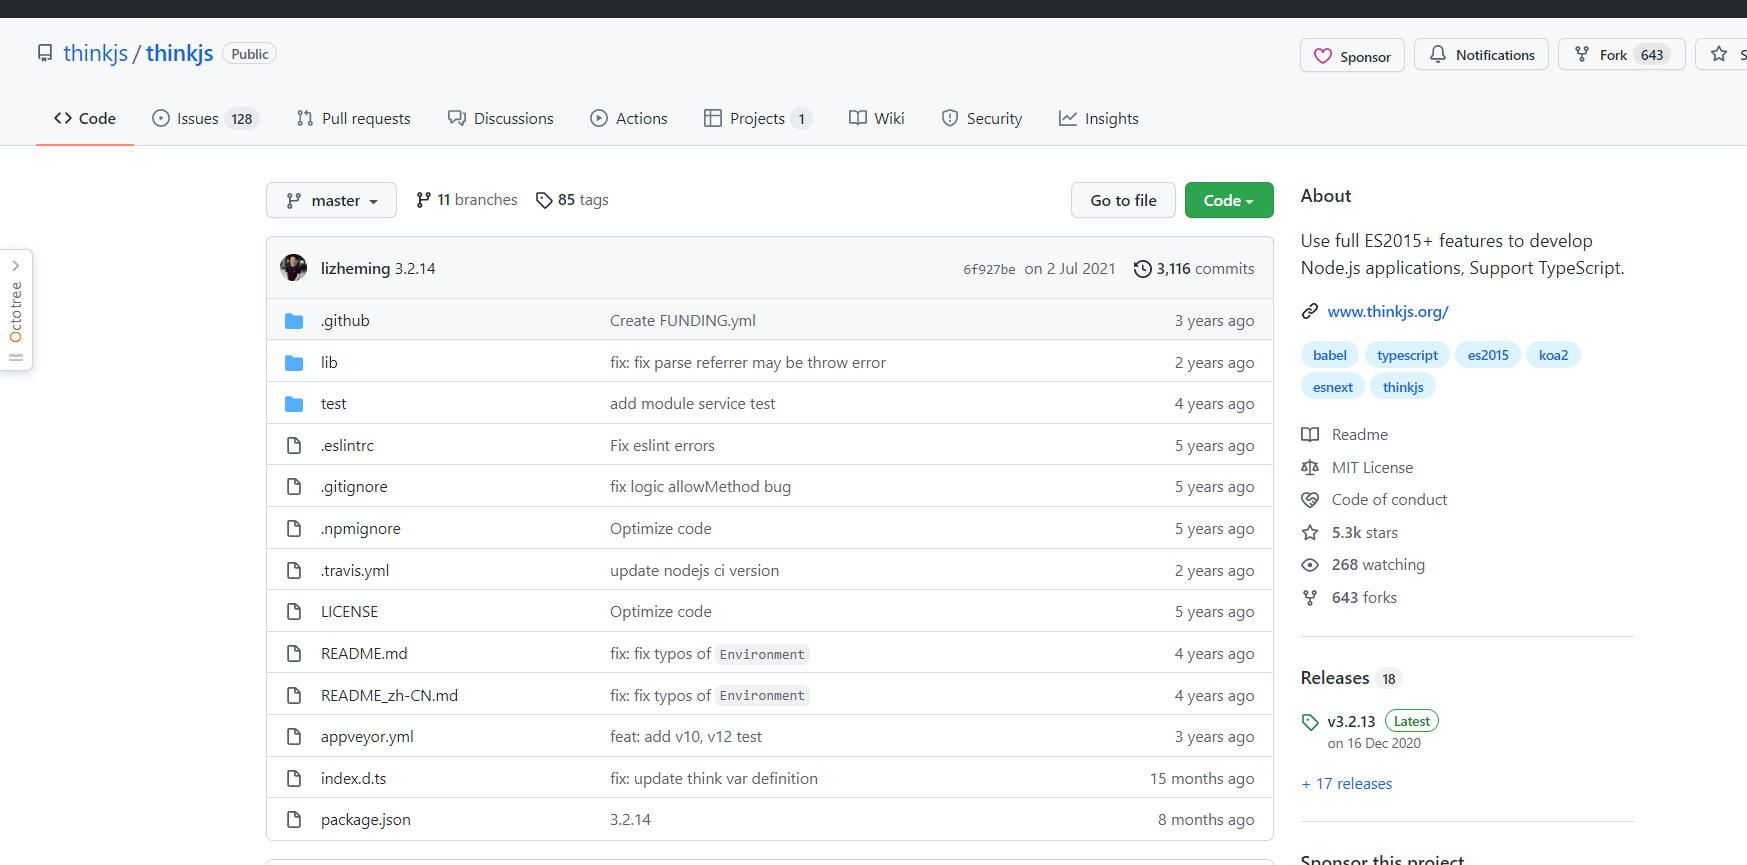 thinkjs / thinkjs Public
Sponsor Notifications Fork 643
Code Issues 128 Pull requests Discussions Actions Projects 1 Wiki Security Insights
master 11 branches 85 tags Go to file Code
lizheming 3.2.14 6f927be on 2 Jul 2021 3,116 commits
.github Create FUNDING.yml 3 years ago
lib fix: fix parse referrer may be throw error 2 years ago
test add module service test 4 years ago
.eslintrc Fix eslint errors 5 years ago
.gitignore fix logic allowMethod bug 5 years ago
.npmignore Optimize code 5 years ago
.travis.yml update nodejs ci version 2 years ago
LICENSE Optimize code 5 years ago
README.md fix: fix typos of Environment 4 years ago
README_zh-CN.md fix: fix typos of Environment 4 years ago
appveyor.yml feat: add v10, v12 test 3 years ago
index.d.ts fix: update think var definition 15 months ago
package.json 3.2.14 8 months ago
Octotree
About
Use full ES2015+ features to develop
Node.js applications, Support TypeScript.
www.thinkjs.org/
babel typescript es2015 koa2
esnext thinkjs
Readme
MIT License
Code of conduct
5.3k stars
268 watching
643 forks
Releases 18
v3.2.13 Latest
on 16 Dec 2020
+ 17 releases
Sponsor this project